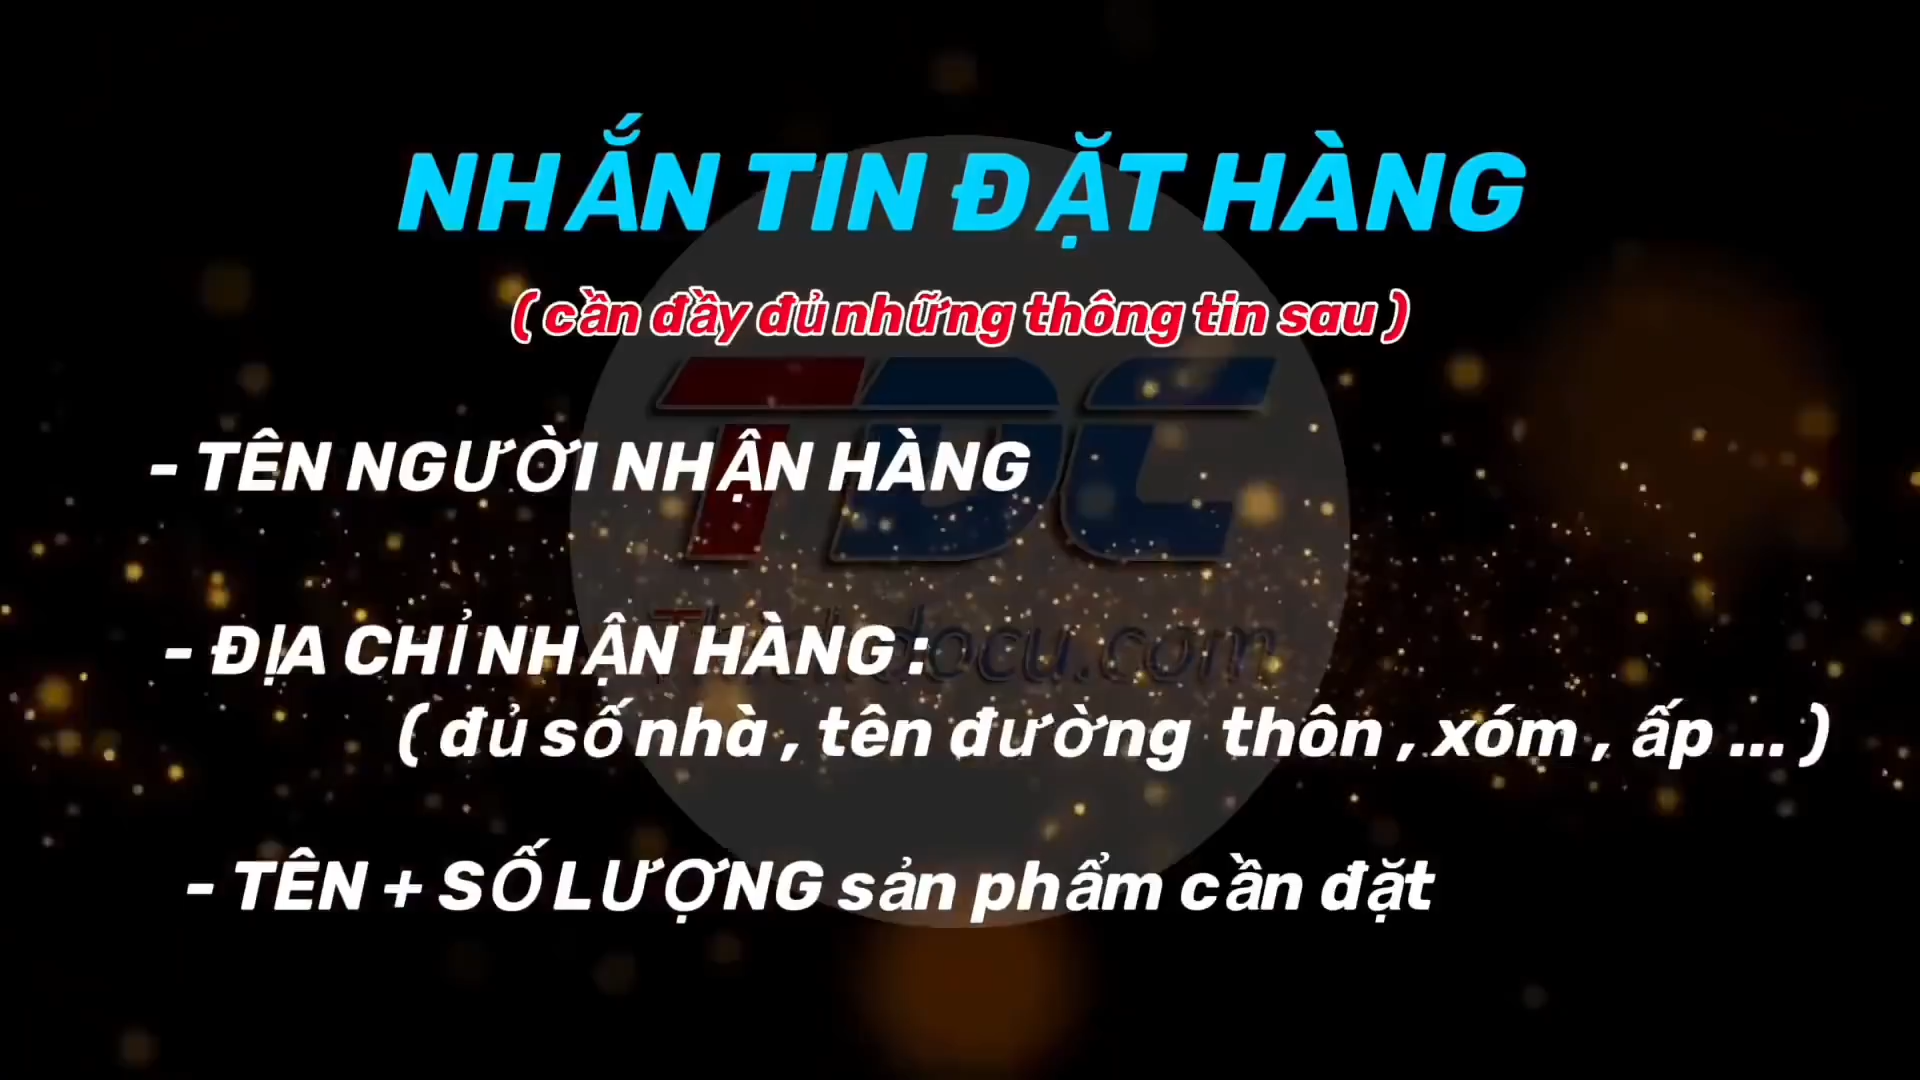 NHẮN TIN ĐẶT HÀNG
( cần đầy đủ những thông tin sau )
TDC
- TÊN NGƯỜI NHẬN HÀNG
- ĐỊA CHỈ NHẬN HÀNG :
( đủ số nhà , tên đường thôn , xóm , ấp ... )
- TÊN + SỐ LƯỢNG sản phẩm cần đặt